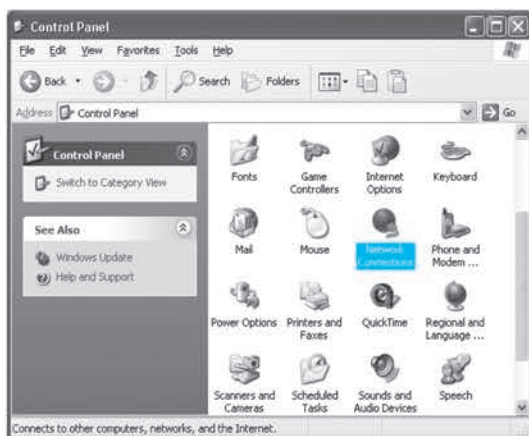 Control Panel
File Edit View Favorites Tools Help
Back Search Folders
Address Control Panel Go
Control Panel
Switch to Category View
See Also
Windows Update
Help and Support
Fonts
Game
Controllers
Internet
Options
Keyboard
Mail
Mouse
Network
Connections
Phone and
Modem ...
Power Options
Printers and
Faxes
QuickTime
Regional and
Language ...
Scanners and
Cameras
Scheduled
Tasks
Sounds and
Audio Devices
Speech
Connects to other computers, networks, and the Internet.